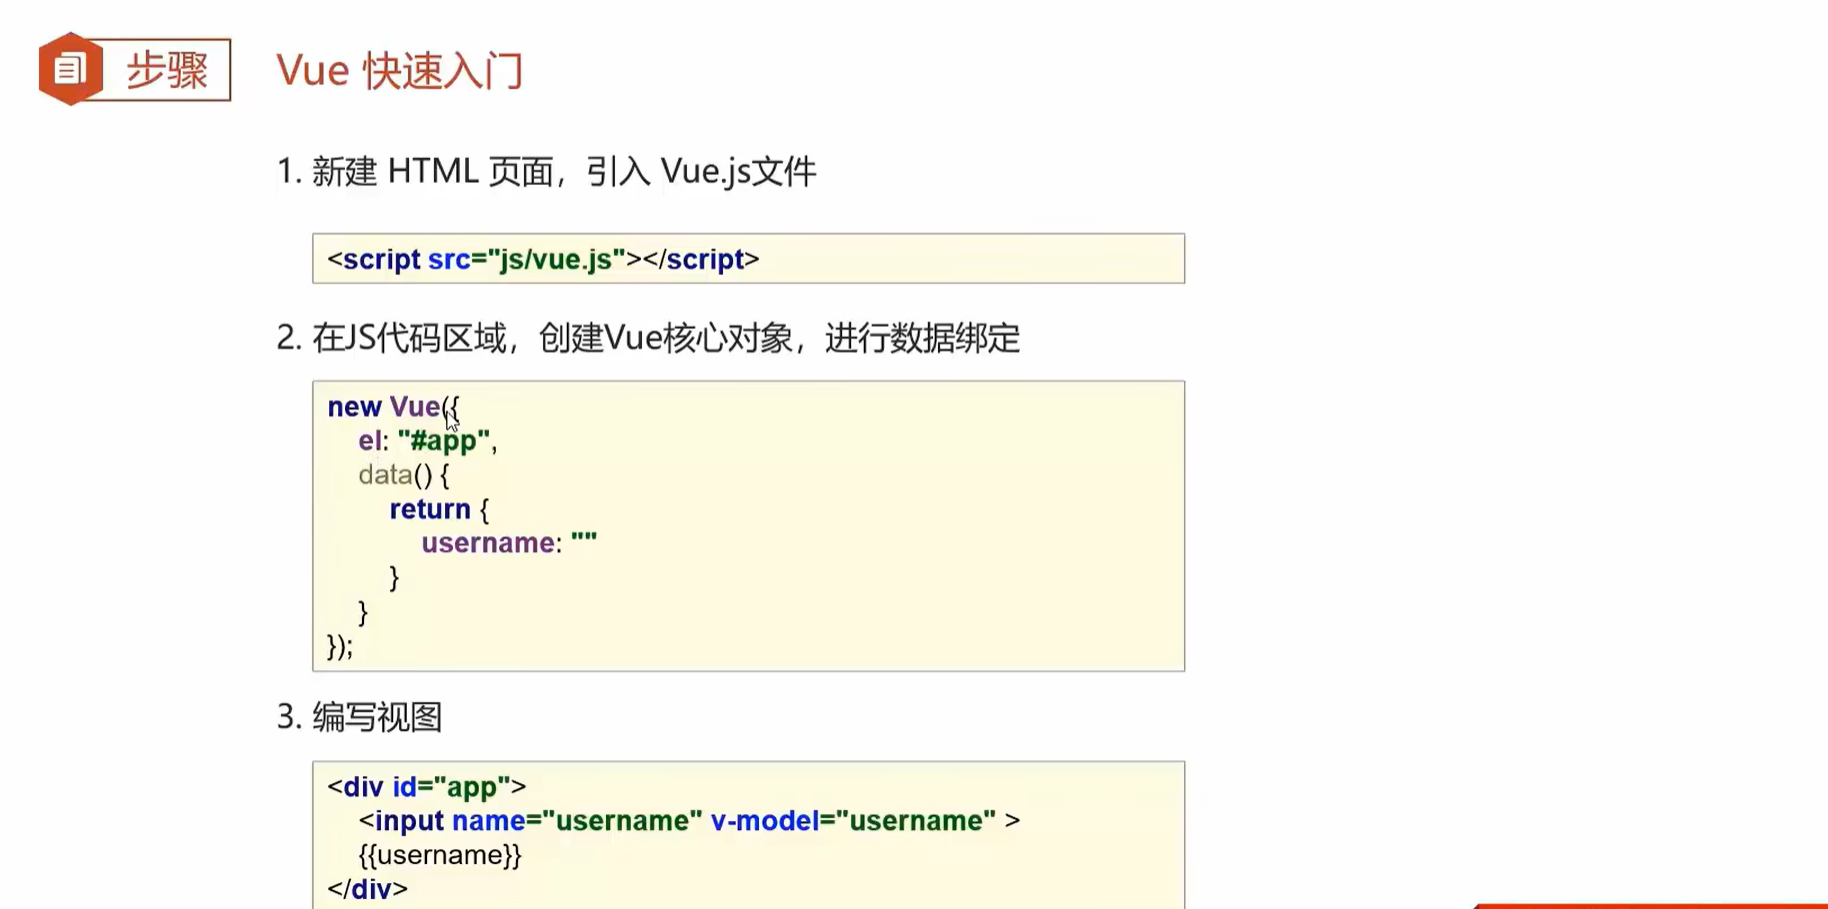 步骤
Vue 快速入门
1. 新建 HTML 页面，引入 Vue.js文件
<script src="js/vue.js"></script>
2. 在JS代码区域，创建Vue核心对象，进行数据绑定
new Vue({
el: "#app",
data() {
return {
username: ""
}
}
});
3. 编写视图
<div id="app">
<input name="username" v-model="username" >
{{username}}
</div>